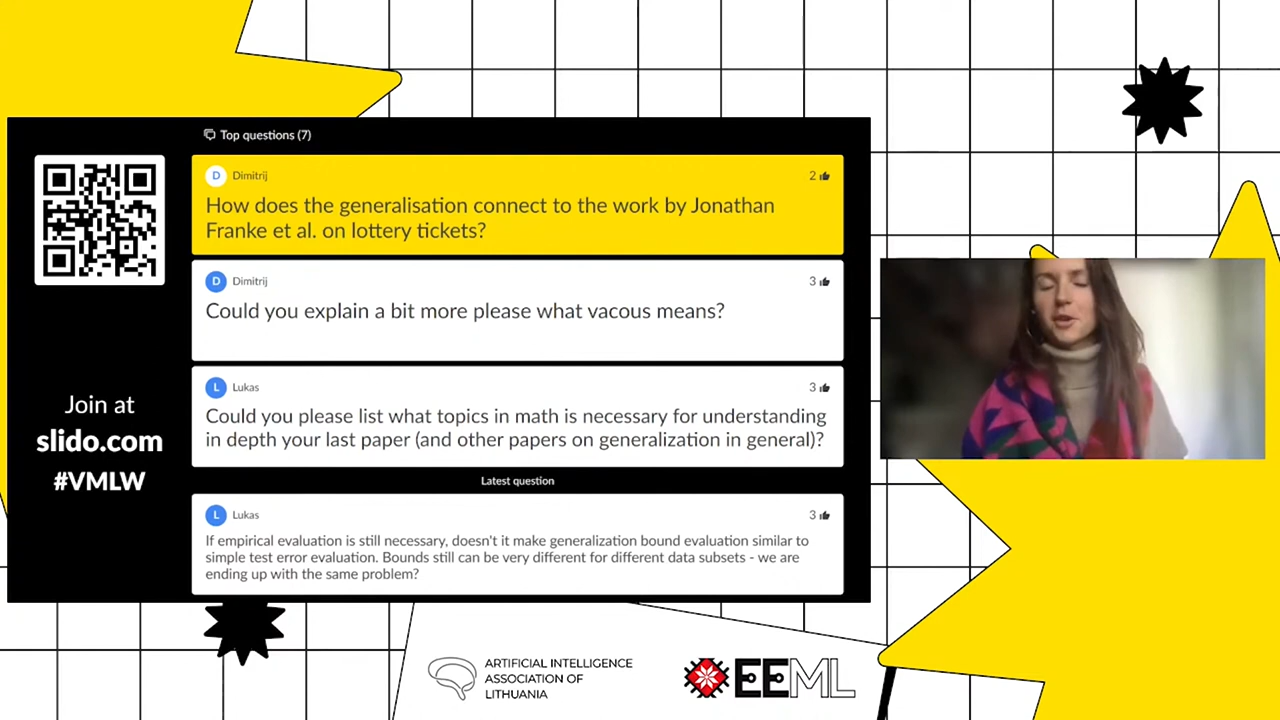 Top questions (7)
D
Dimitrij
2
How does the generalisation connect to the work by Jonathan
Franke et al. on lottery tickets?
D
Dimitrij
3
Could you explain a bit more please what vacous means?
L
Lukas
3
Could you please list what topics in math is necessary for understanding
in depth your last paper (and other papers on generalization in general)?
Latest question
L
Lukas
3
If empirical evaluation is still necessary, doesn't it make generalization bound evaluation similar to
simple test error evaluation. Bounds still can be very different for different data subsets - we are
ending up with the same problem?
Join at
slido.com
#VMLW
ARTIFICIAL INTELLIGENCE
ASSOCIATION OF
LITHUANIA
EEML